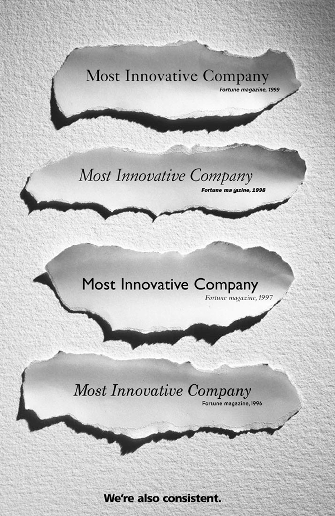 Most Innovative Company
Fortune magazine, 1999
Most Innovative Company
Fortune magazine, 1998
Most Innovative Company
Fortune magazine, 1997
Most Innovative Company
Fortune magazine, 1996
We're also consistent.